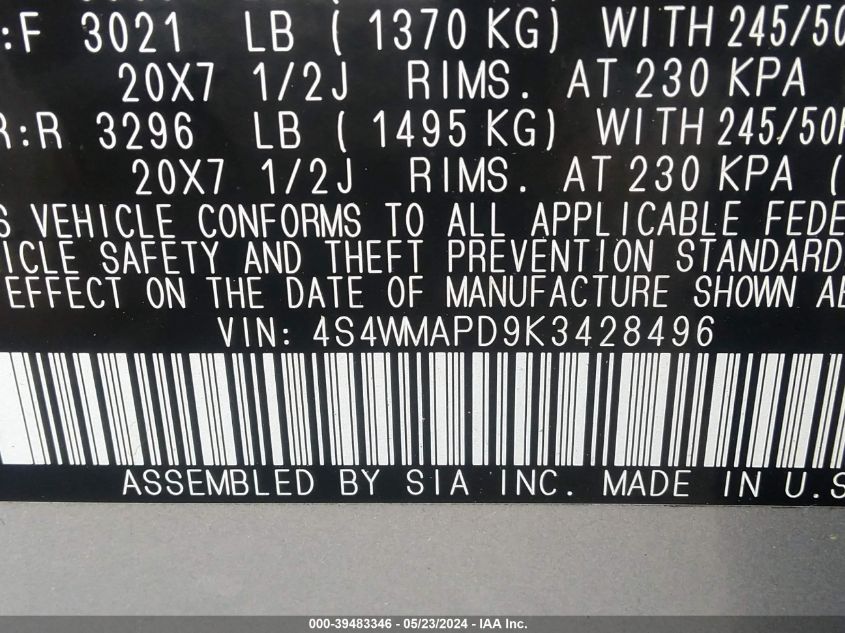 :F 3021 LB ( 1370 KG) WITH 245/50
20X7 1/2J RIMS. AT 230 KPA
R:R 3296 LB ( 1495 KG) WITH 245/50
20X7 1/2J RIMS. AT 230 KPA (
S VEHICLE CONFORMS TO ALL APPLICABLE FEDE
ICLE SAFETY AND THEFT PREVENTION STANDARD
EFFECT ON THE DATE OF MANUFACTURE SHOWN AB
VIN: 4S4WMAPD9K3428496
ASSEMBLED BY SIA INC. MADE IN U.S
000-39483346 - 05/23/2024 - IAA Inc.